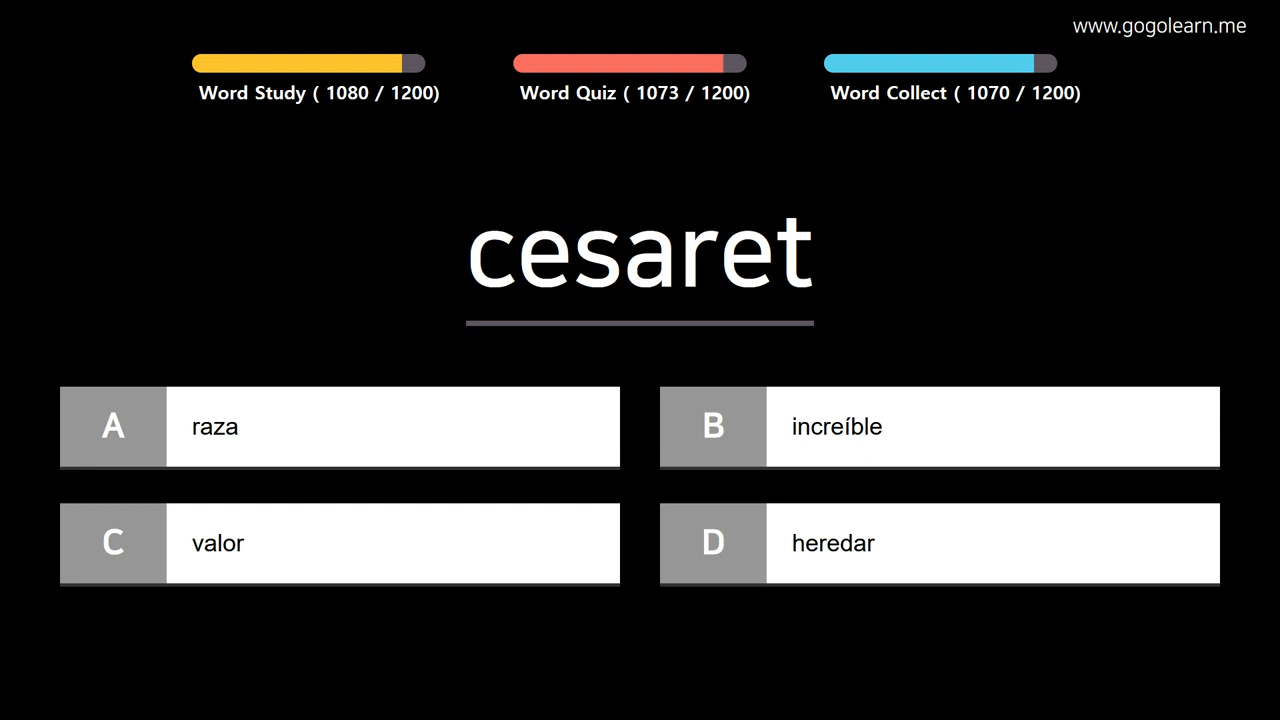 www.gogolearn.me
Word Study ( 1080 / 1200)
Word Quiz ( 1073 / 1200)
Word Collect ( 1070 / 1200)
cesaret
A raza
B increíble
C valor
D heredar